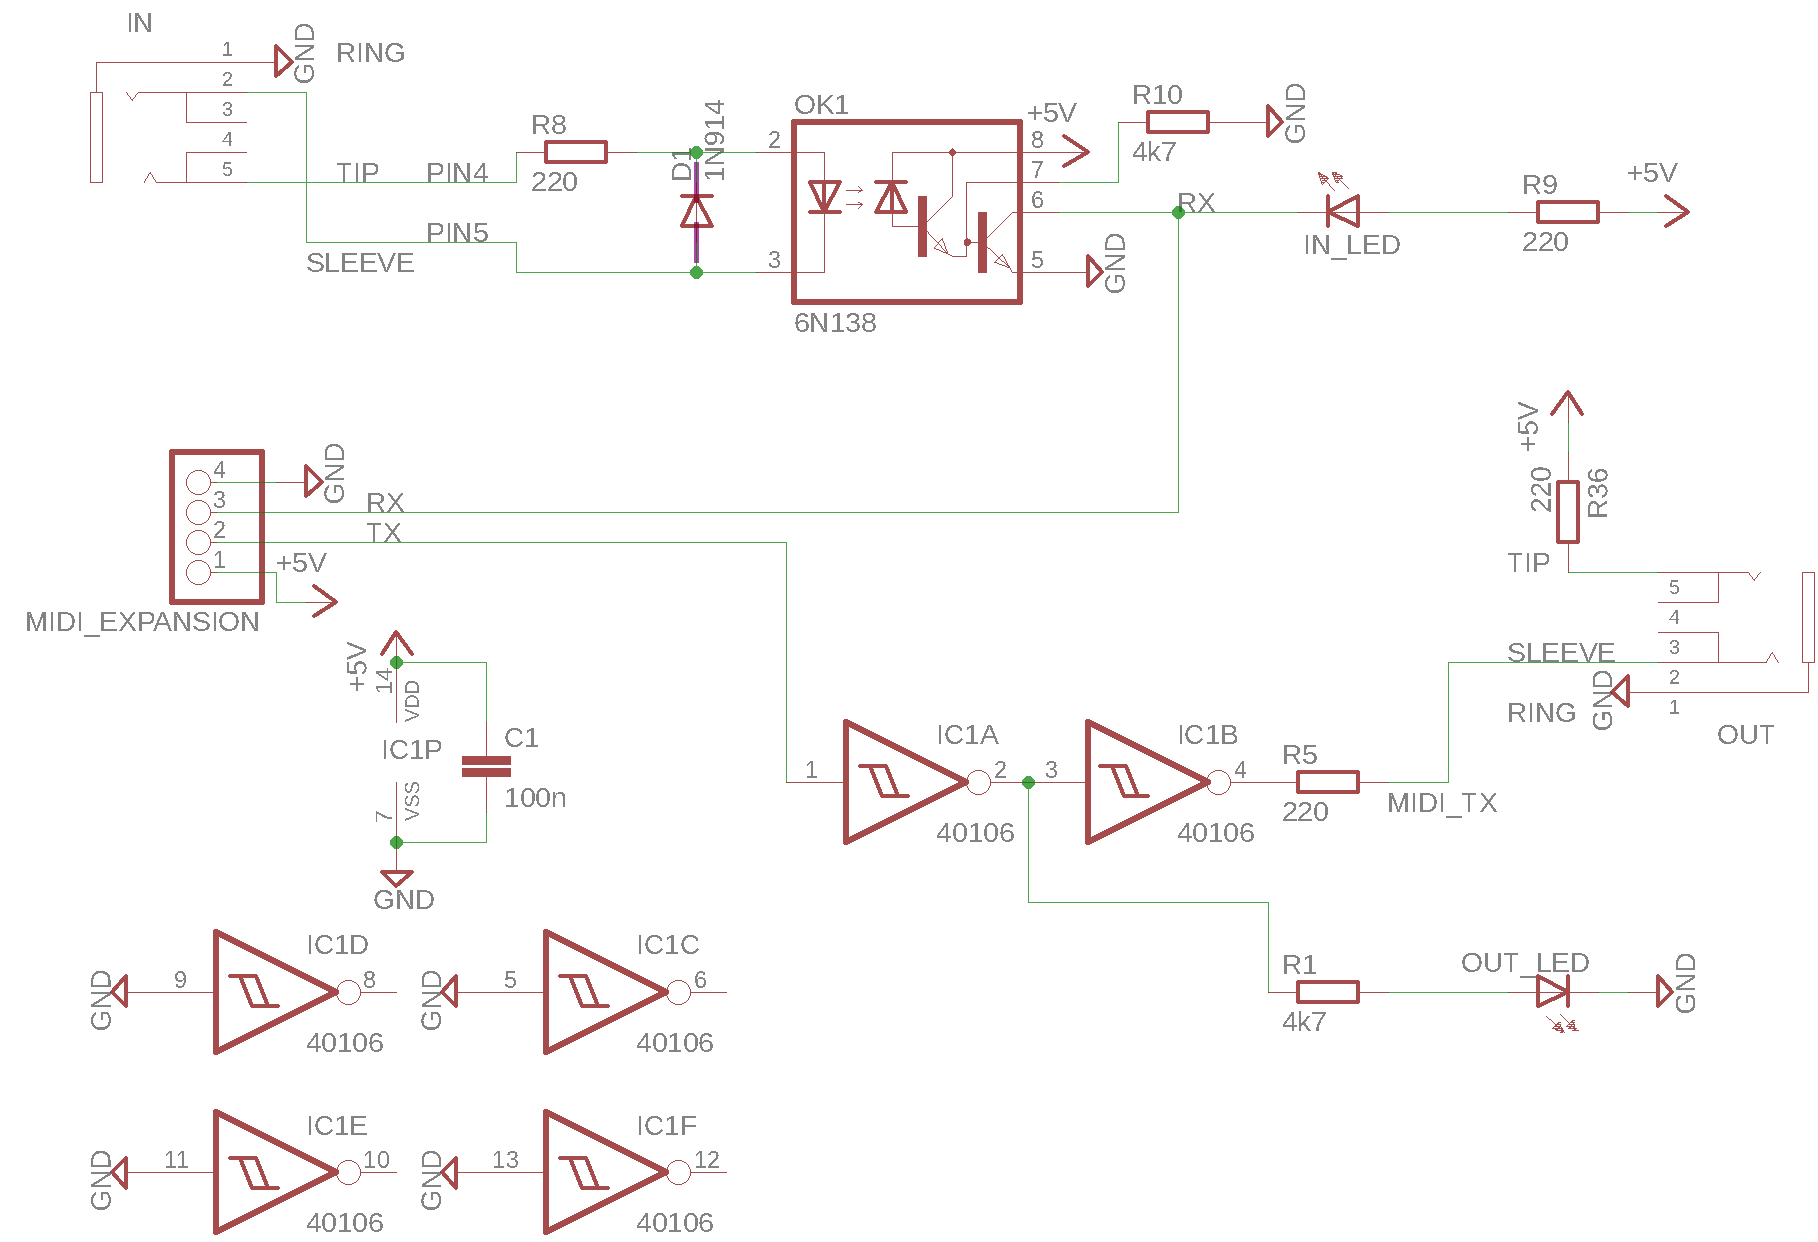 IN
1
GND
RING
2
3
4
5
TIP
PIN4
PIN5
SLEEVE
R8
220
D1
1N914
OK1
2
3
6N138
+5V
8
7
6
5
GND
R10
4k7
GND
RX
IN_LED
R9
220
+5V
4
3
2
1
GND
RX
TX
+5V
MIDI_EXPANSION
+5V
220
R36
TIP
5
4
3
2
1
SLEEVE
GND
RING
OUT
+5V
14
VDD
IC1P
C1
100n
7
VSS
GND
1
IC1A
2
40106
3
IC1B
4
40106
R5
220
MIDI_TX
R1
4k7
OUT_LED
GND
GND
9
IC1D
8
40106
GND
5
IC1C
6
40106
GND
11
IC1E
10
40106
GND
13
IC1F
12
40106